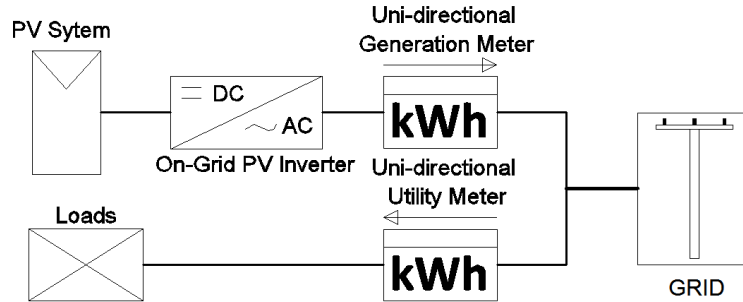 PV Sytem
Uni-directional
Generation Meter
DC
AC
kWh
On-Grid PV Inverter
Uni-directional
Utility Meter
Loads
kWh
GRID